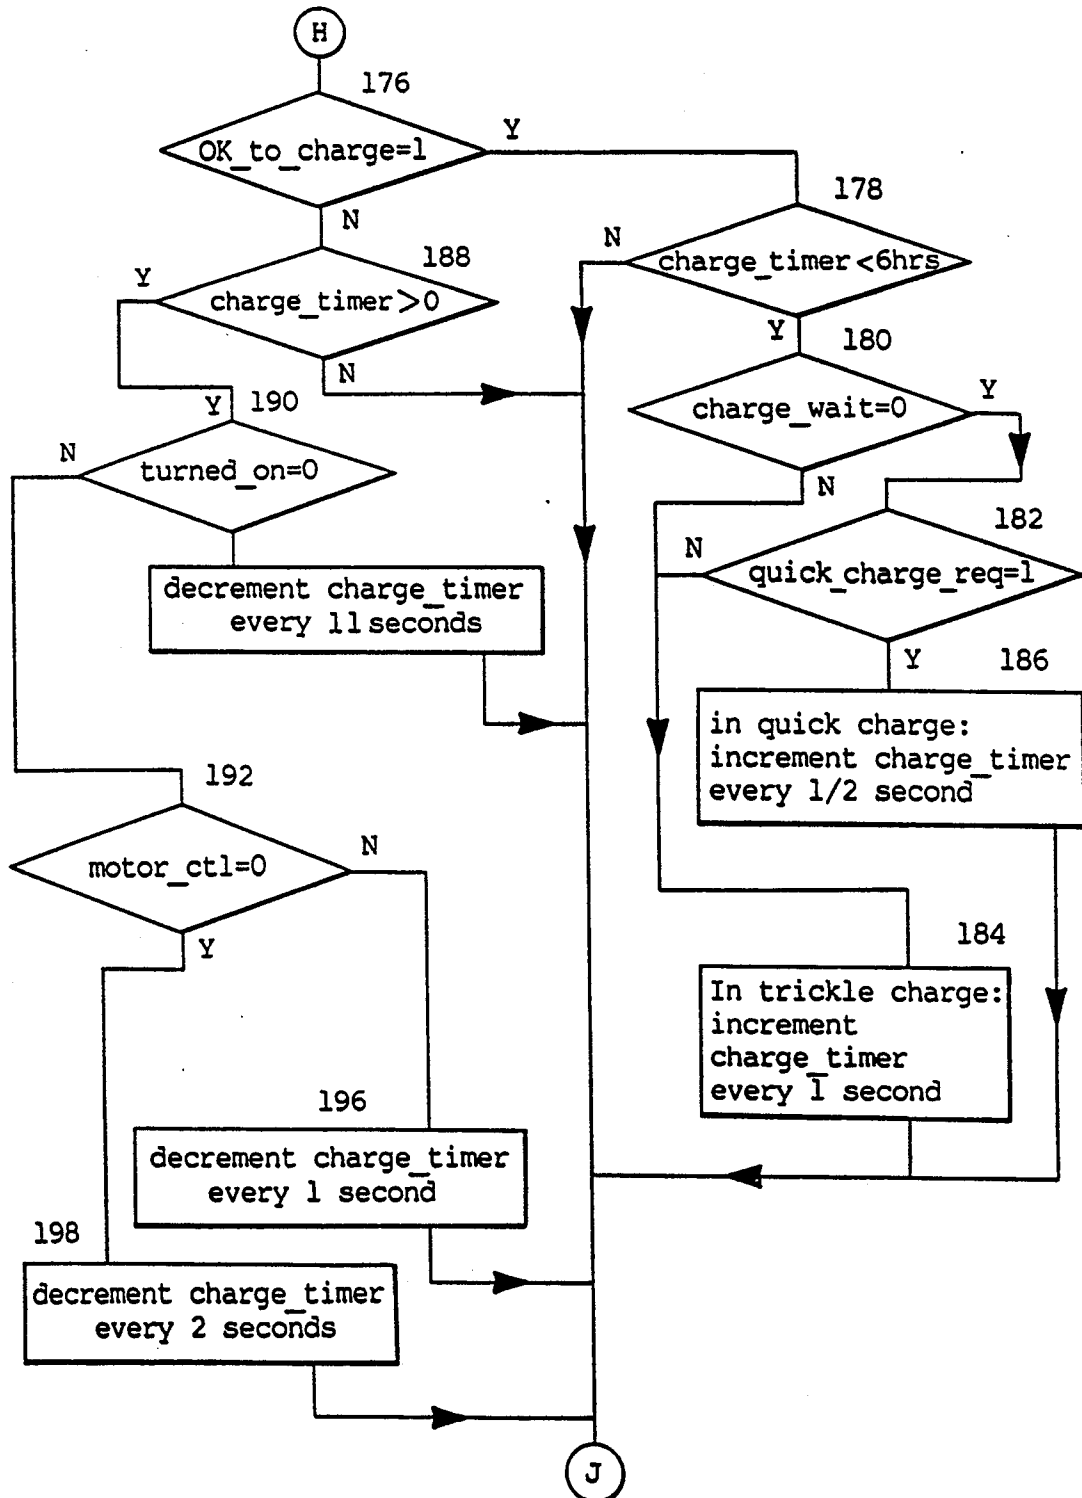 H
176
OK_to_charge=1
Y
N
178
charge_timer<6hrs
N
Y
188
charge_timer>0
Y
N
180
charge_wait=0
Y
N
190
Y
turned_on=0
N
182
quick_charge_req=1
N
Y
decrement charge_timer
every 11 seconds
186
in quick charge:
increment charge_timer
every 1/2 second
192
motor_ctl=0
N
Y
184
In trickle charge:
increment
charge_timer
every 1 second
196
decrement charge_timer
every 1 second
198
decrement charge_timer
every 2 seconds
J